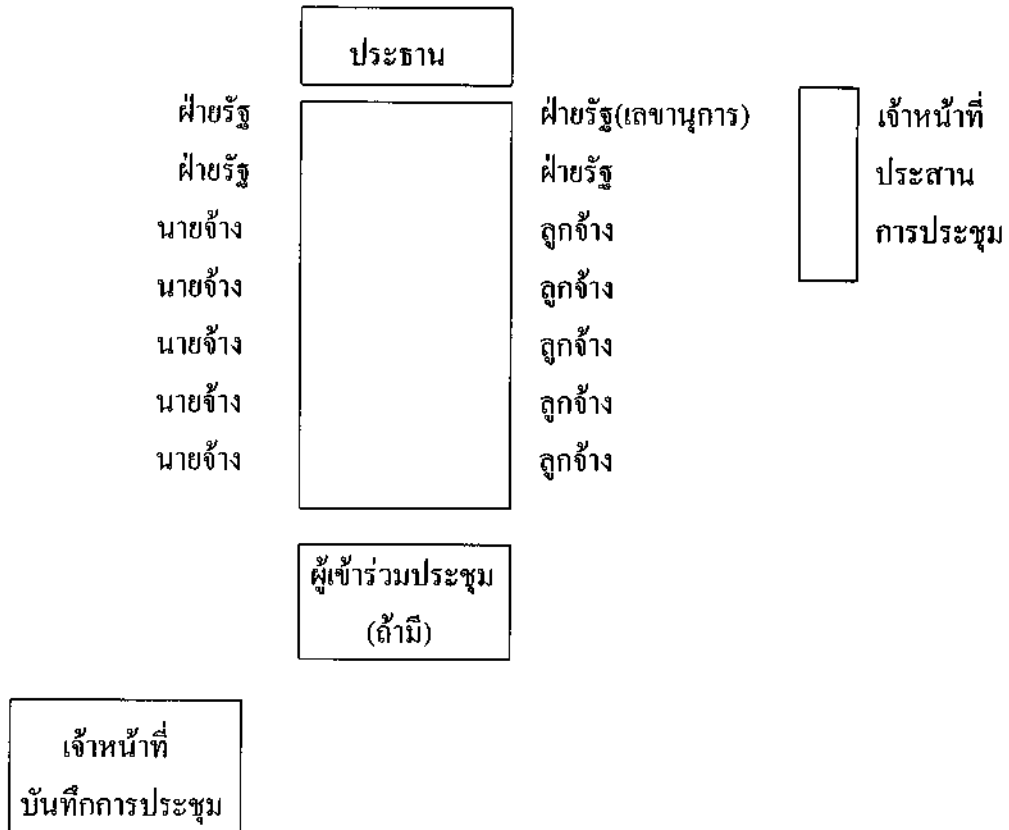 ประธาน
ฝ่ายรัฐ ฝ่ายรัฐ(เลขานุการ) เจ้าหน้าที่
ฝ่ายรัฐ ฝ่ายรัฐ ประสาน
นายจ้าง ลูกจ้าง การประชุม
นายจ้าง ลูกจ้าง
นายจ้าง ลูกจ้าง
นายจ้าง ลูกจ้าง
นายจ้าง ลูกจ้าง
ผู้เข้าร่วมประชุม
(ถ้ามี)
เจ้าหน้าที่
บันทึกการประชุม